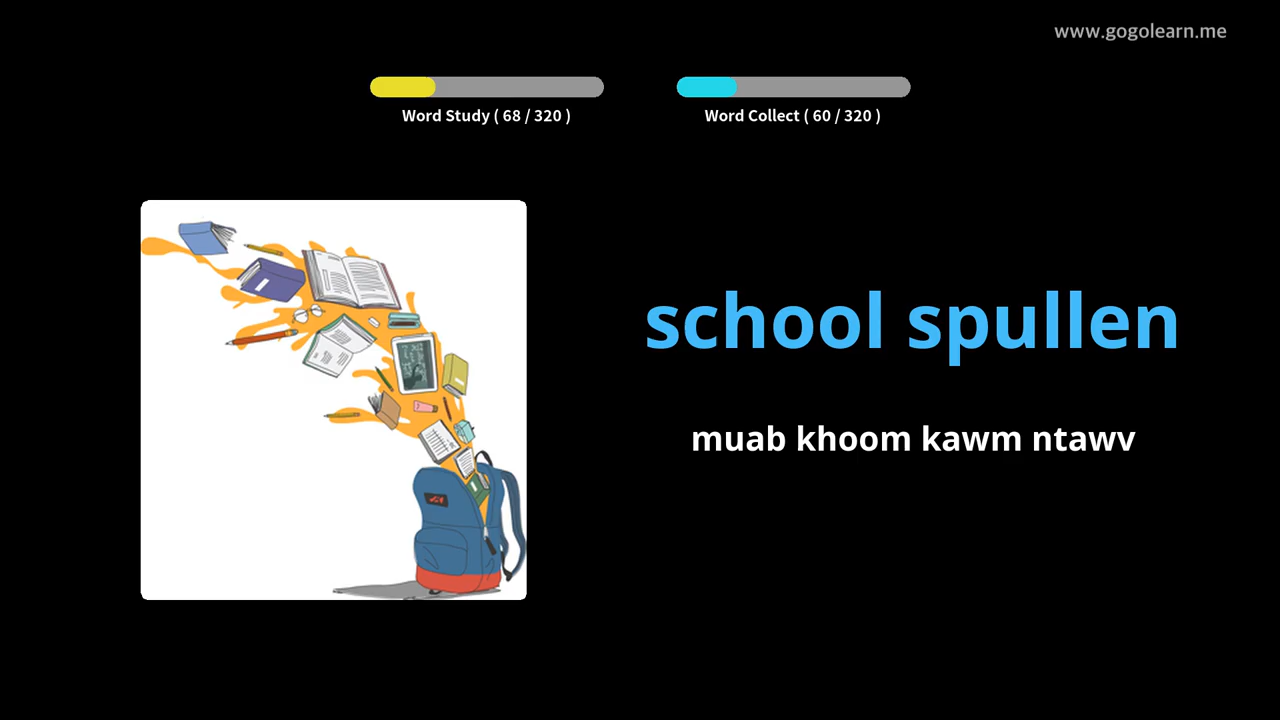 www.gogolearn.me
Word Study ( 68 / 320 )
Word Collect ( 60 / 320 )
school spullen
muab khoom kawm ntawv